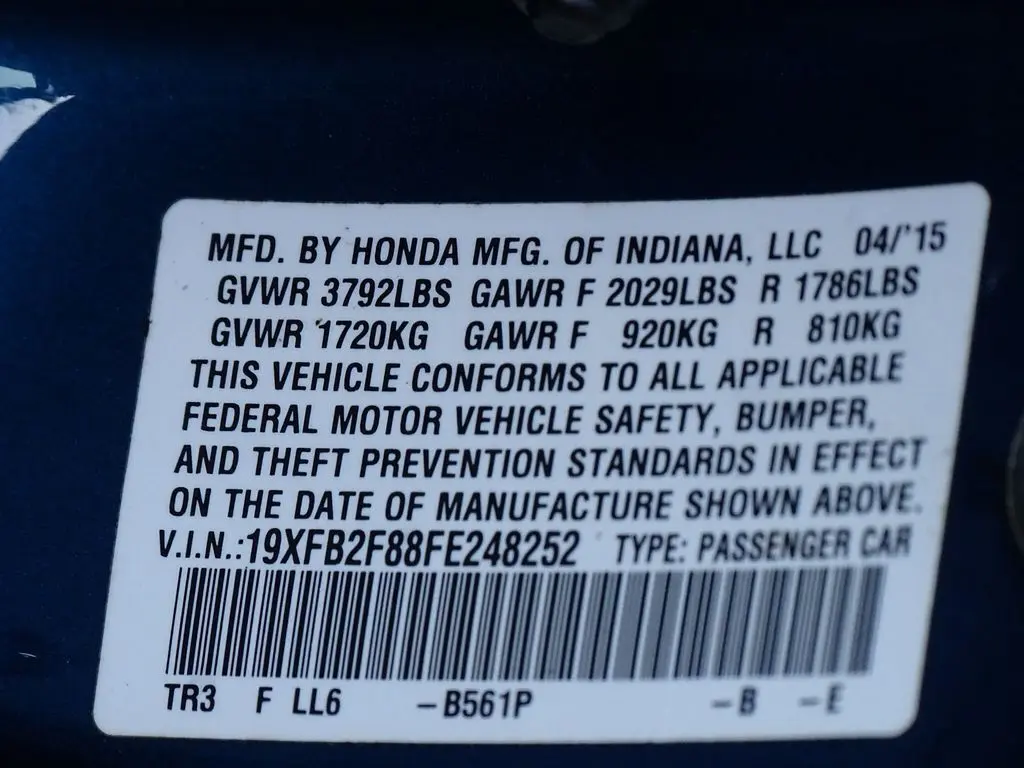 MFD. BY HONDA MFG. OF INDIANA, LLC 04/'15
GVWR 3792LBS GAWR F 2029LBS R 1786LBS
GVWR 1720KG GAWR F 920KG R 810KG
THIS VEHICLE CONFORMS TO ALL APPLICABLE
FEDERAL MOTOR VEHICLE SAFETY, BUMPER,
AND THEFT PREVENTION STANDARDS IN EFFECT
ON THE DATE OF MANUFACTURE SHOWN ABOVE.
V.I.N.:19XFB2F88FE248252 TYPE: PASSENGER CAR
TR3 F LL6 -B561P -B -E